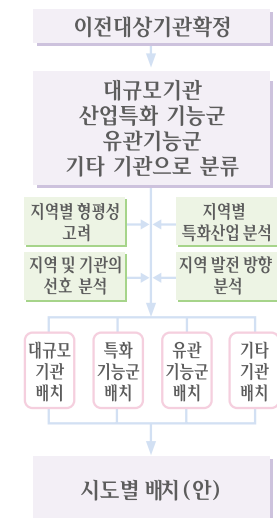 이전대상기관확정
대규모기관
산업특화 기능군
유관기능군
기타 기관으로 분류
지역별 형평성
고려
지역별
특화산업 분석
지역 및 기관의
선호 분석
지역 발전 방향
분석
대규모
기관
배치
특화
기능군
배치
유관
기능군
배치
기타
기관
배치
시도별 배치(안)